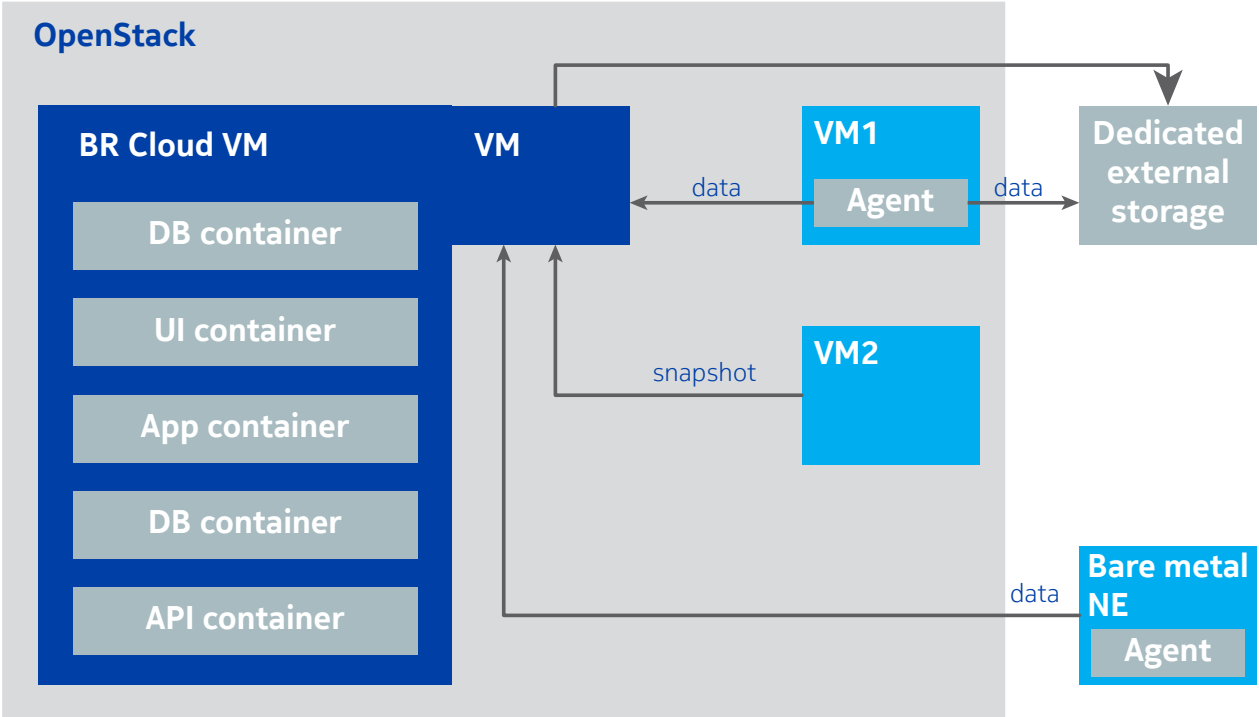 OpenStack
BR Cloud VM
DB container
UI container
App container
DB container
API container
VM
data
VM1
Agent
data
Dedicated
external
storage
snapshot
VM2
data
Bare metal
NE
Agent